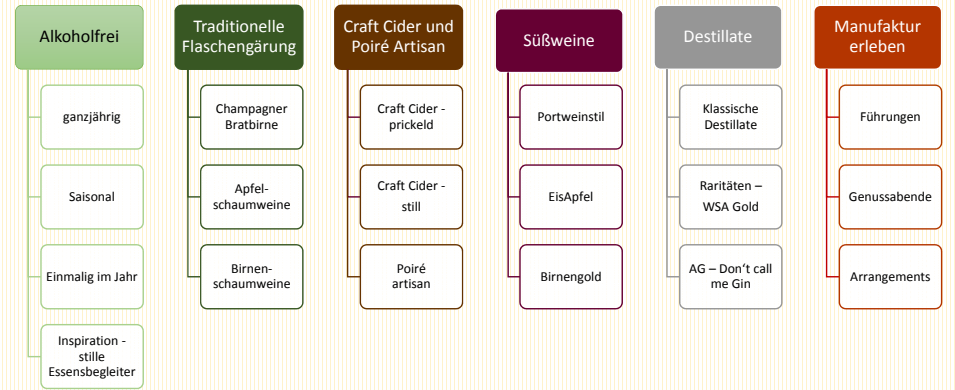 Alkoholfrei
ganzjährig
Saisonal
Einmalig im Jahr
Inspiration -
stille
Essensbegleiter
Traditionelle
Flaschengärung
Champagner
Bratbirne
Apfel-
schaumweine
Birnen-
schaumweine
Craft Cider und
Poiré Artisan
Craft Cider -
prickeld
Craft Cider -
still
Poiré
artisan
Süßweine
Portweinstil
EisApfel
Birnengold
Destillate
Klassische
Destillate
Raritäten –
WSA Gold
AG – Don‘t call
me Gin
Manufaktur
erleben
Führungen
Genussabende
Arrangements